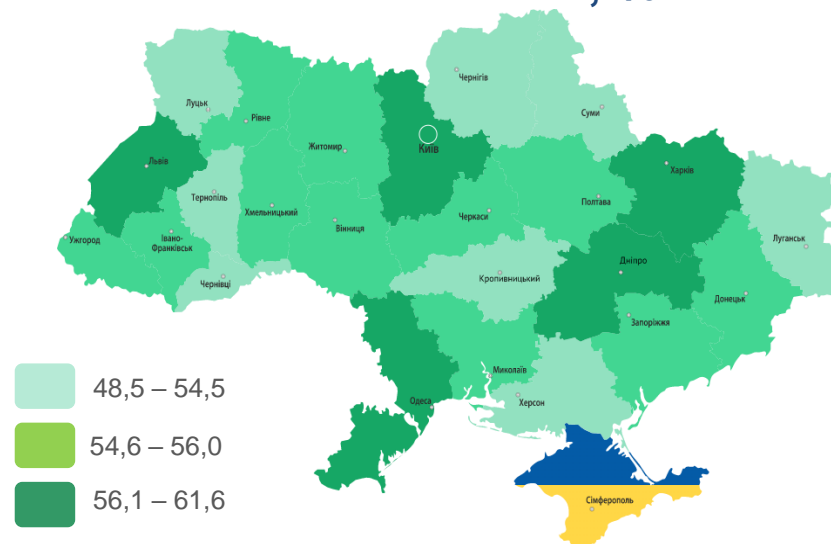 Чернігів
Луцьк
Суми
Рівне
Київ
Житомир
Львів
Харків
Тернопіль
Полтава
Хмельницький
Черкаси
Вінниця
Івано-
Франківськ
Ужгород
Луганськ
Дніпро
Кропивницький
Чернівці
Донецьк
Запоріжжя
Миколаїв
Одеса
Херсон
Сімферополь
48,5 – 54,5
54,6 – 56,0
56,1 – 61,6